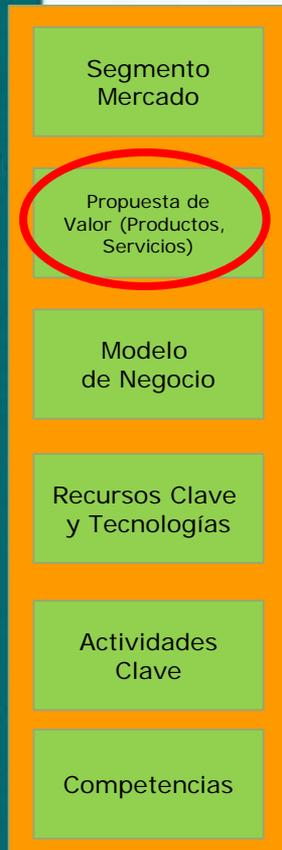 Segmento
Mercado
Propuesta de
Valor (Productos,
Servicios)
Modelo
de Negocio
Recursos Clave
y Tecnologías
Actividades
Clave
Competencias